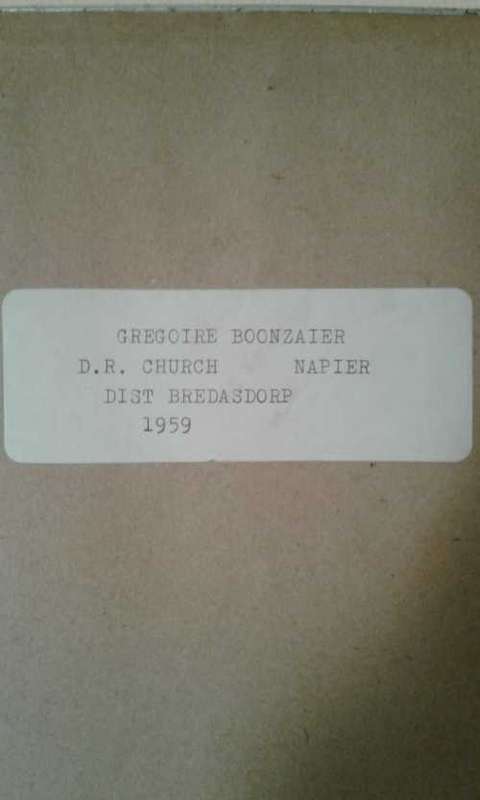 GREGOIRE BOONZAIER
D.R. CHURCH NAPIER
DIST BREDASDORP
1959